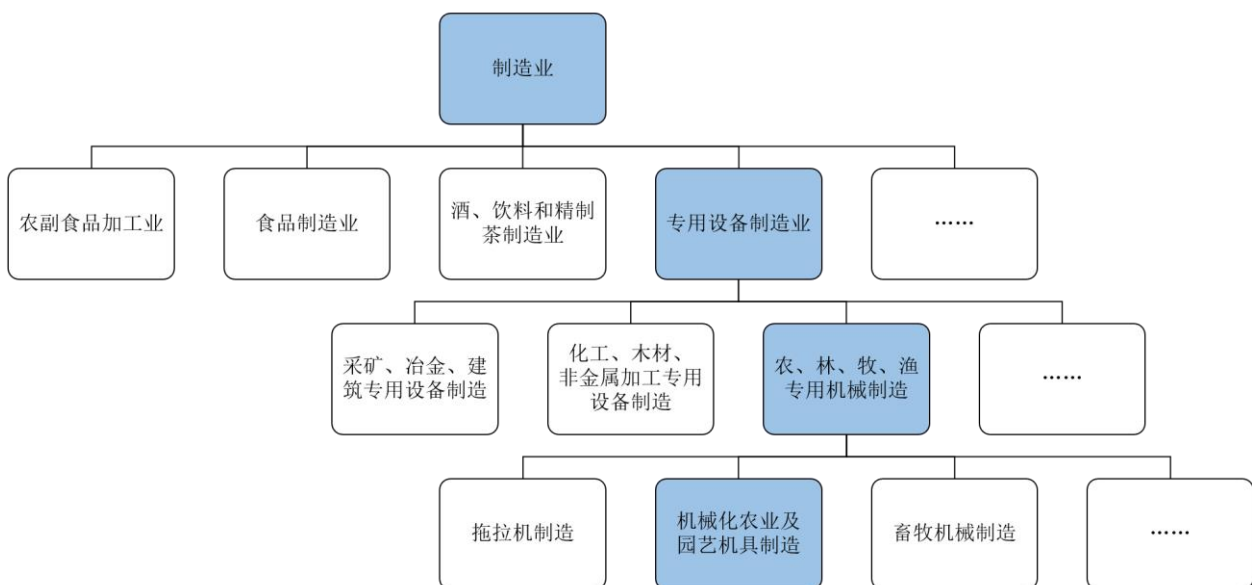 制造业
农副食品加工业
食品制造业
酒、饮料和精制
茶制造业
专用设备制造业
……
采矿、冶金、建
筑专用设备制造
化工、木材、
非金属加工专用
设备制造
农、林、牧、渔
专用机械制造
……
拖拉机制造
机械化农业及
园艺机具制造
畜牧机械制造
……